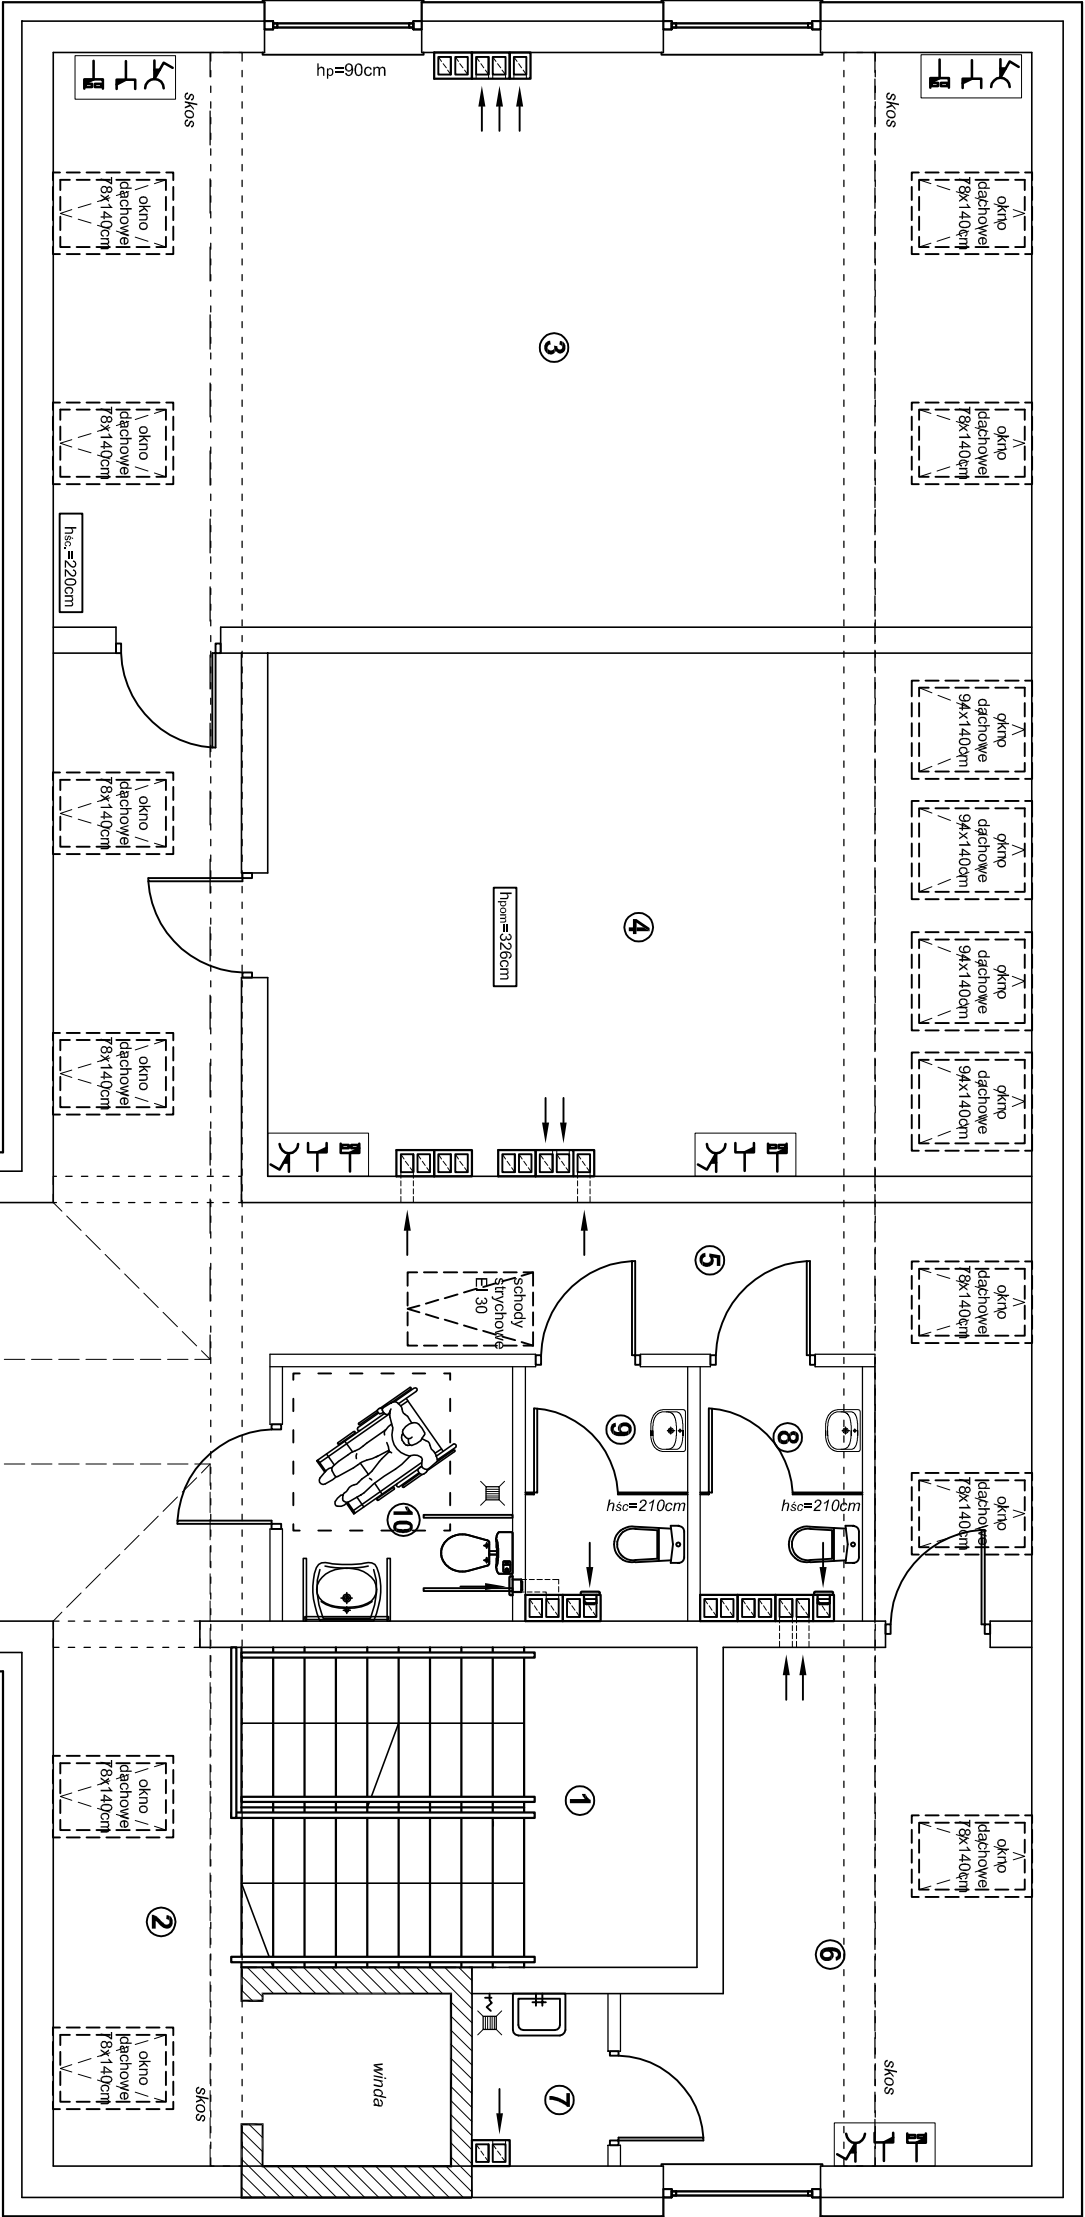 hp=90cm
skos
skos
okno
dachowe
78x140cm
okno
dachowe
78x140cm
3
okno
dachowe
78x140cm
okno
dachowe
78x140cm
hśc.=220cm
okno
dachowe
94x140cm
okno
dachowe
78x140cm
okno
dachowe
94x140cm
4
hpom=326cm
okno
dachowe
94x140cm
okno
dachowe
78x140cm
okno
dachowe
94x140cm
5
schody
strychowe
EI 30
okno
dachowe
78x140cm
9
8
hśc=210cm
hśc=210cm
10
okno
dachowe
78x140cm
1
okno
dachowe
78x140cm
okno
dachowe
78x140cm
2
6
okno
dachowe
78x140cm
skos
winda
7
skos